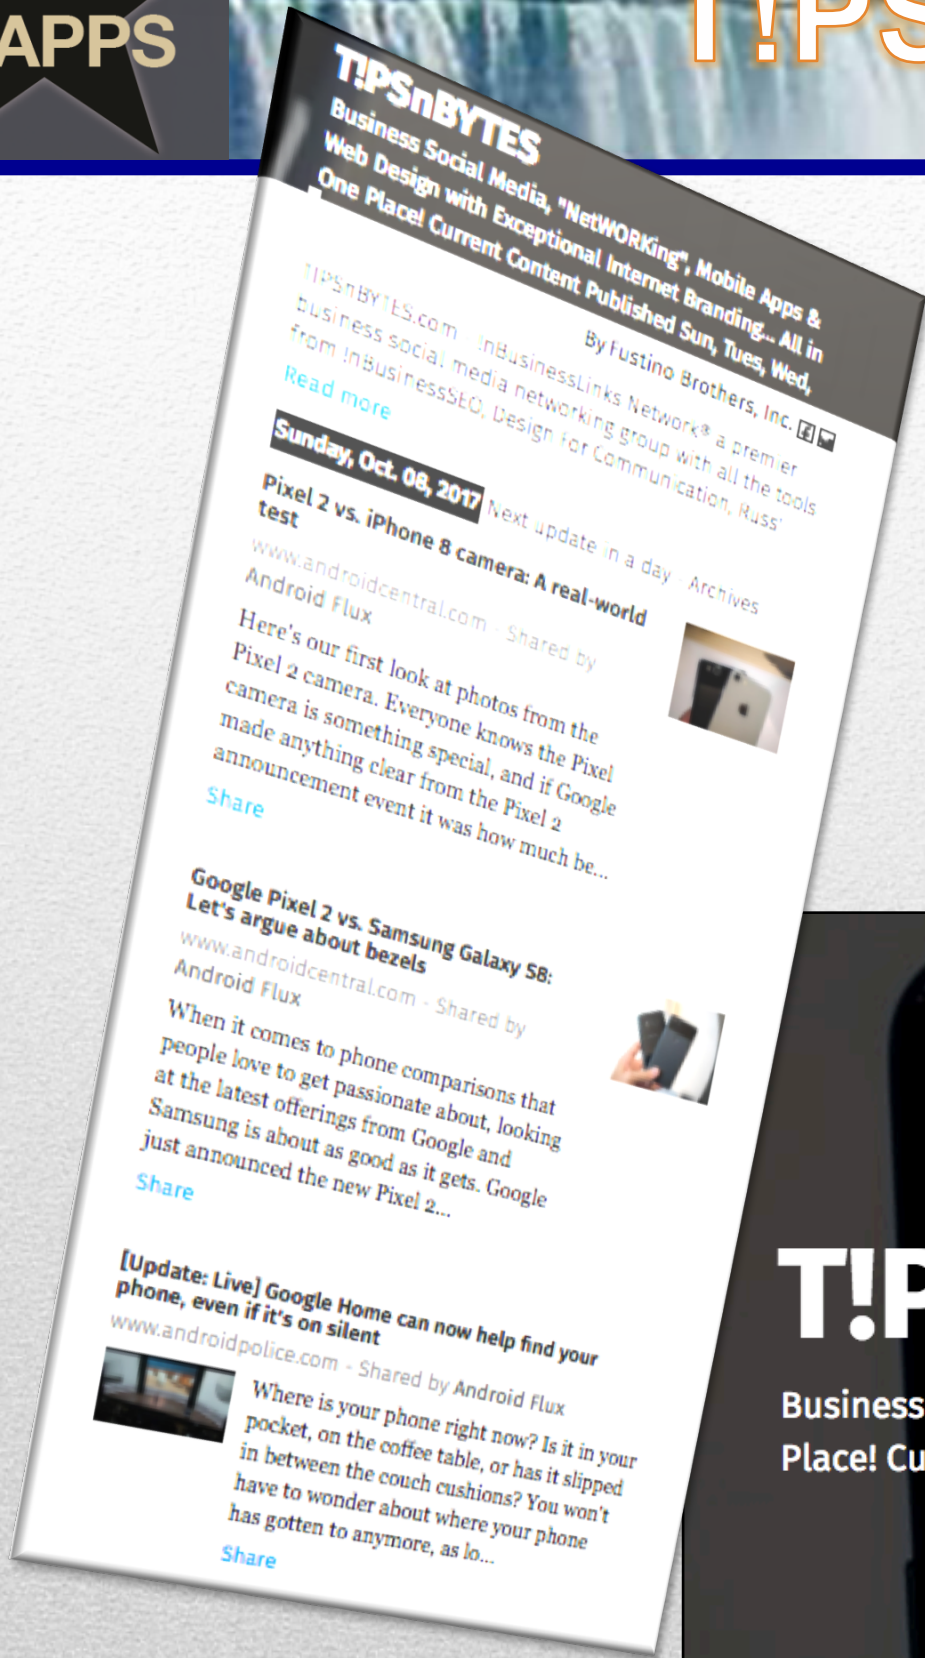 APPS
T!PS
T!PSnBYTES
Business Social Media, "NetWORKing", Mobile Apps &
Web Design with Exceptional Internet Branding... All in
One Place! Current Content Published Sun, Tues, Wed,
By Fustino Brothers, Inc.
T!PSnBYTES.com !nBusinessLinks Network® a premier
business social media networking group with all the tools
from !nBusinessSEO, Design for Communication, Russ'
Read more
Sunday, Oct. 08, 2017 Next update in a day - Archives
Pixel 2 vs. iPhone 8 camera: A real-world
test
www.androidcentral.com - Shared by
Android Flux
Here's our first look at photos from the
Pixel 2 camera. Everyone knows the Pixel
camera is something special, and if Google
made anything clear from the Pixel 2
announcement event it was how much be...
Share
Google Pixel 2 vs. Samsung Galaxy S8:
Let's argue about bezels
www.androidcentral.com - Shared by
Android Flux
When it comes to phone comparisons that
people love to get passionate about, looking
at the latest offerings from Google and
Samsung is about as good as it gets. Google
just announced the new Pixel 2...
Share
[Update: Live] Google Home can now help find your
phone, even if it's on silent
www.androidpolice.com - Shared by Android Flux
Where is your phone right now? Is it in your
pocket, on the coffee table, or has it slipped
in between the couch cushions? You won't
have to wonder about where your phone
has gotten to anymore, as lo...
Share
T!P
Business
Place! Cu